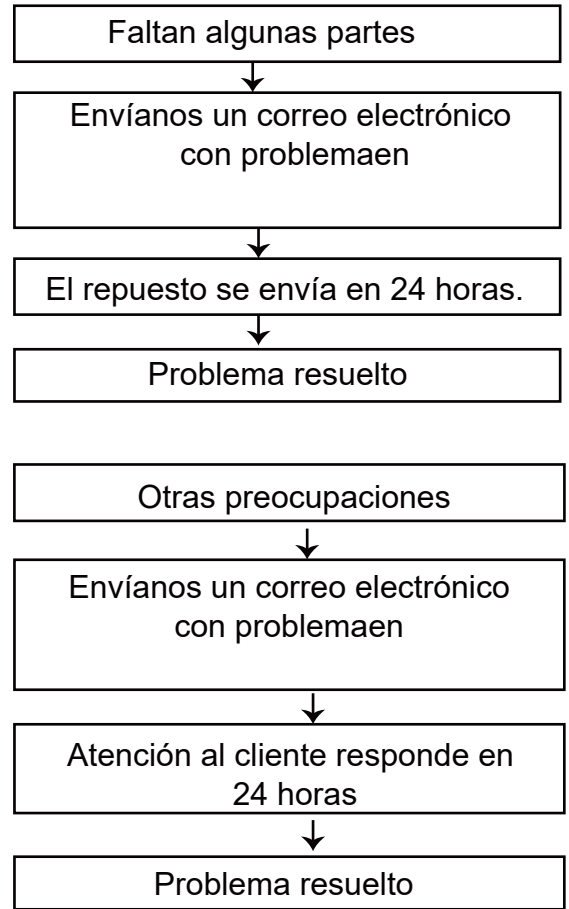 Faltan algunas partes
Envíanos un correo electrónico
con problemaen
El repuesto se envía en 24 horas.
Problema resuelto
Otras preocupaciones
Envíanos un correo electrónico
con problemaen
Atención al cliente responde en
24 horas
Problema resuelto